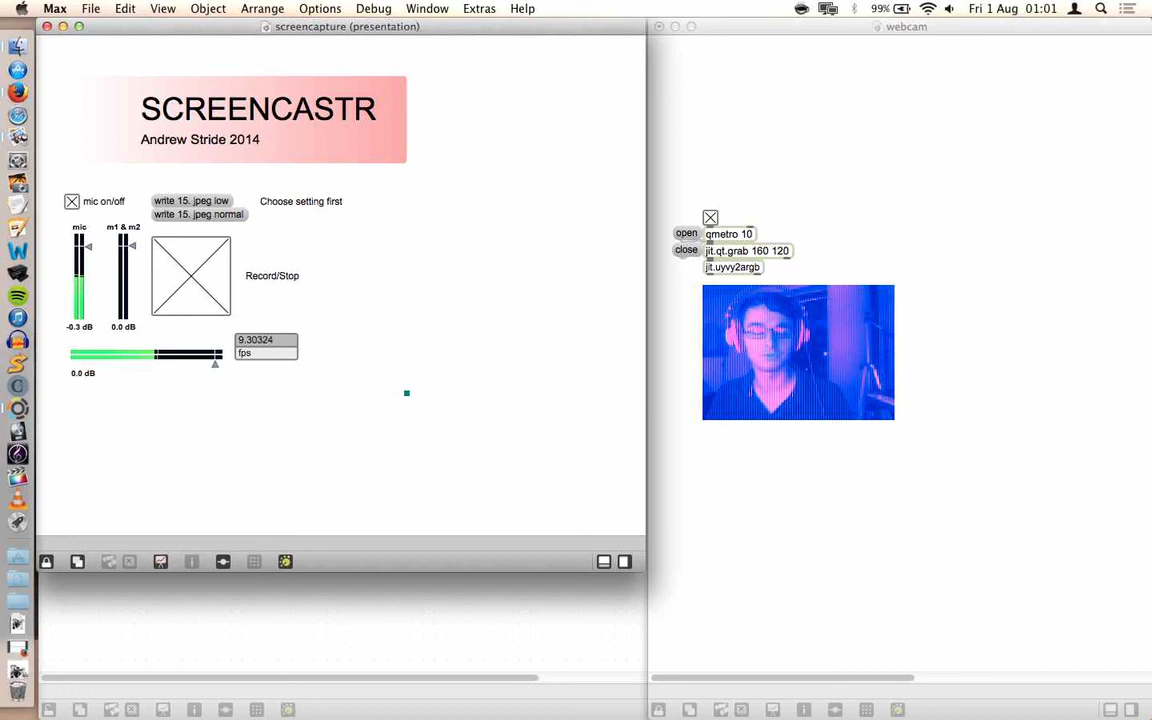 Max File Edit View Object Arrange Options Debug Window Extras Help 99% Fri 1 Aug 01:01
screencapture (presentation)
webcam
SCREENCASTR
Andrew Stride 2014
mic on/off
write 15. jpeg low
Choose setting first
write 15. jpeg normal
mic
m1 & m2
Record/Stop
-0.3 dB
0.0 dB
9.30324
fps
0.0 dB
open
qmetro 10
close
jit.qt.grab 160 120
jit.uyvy2argb